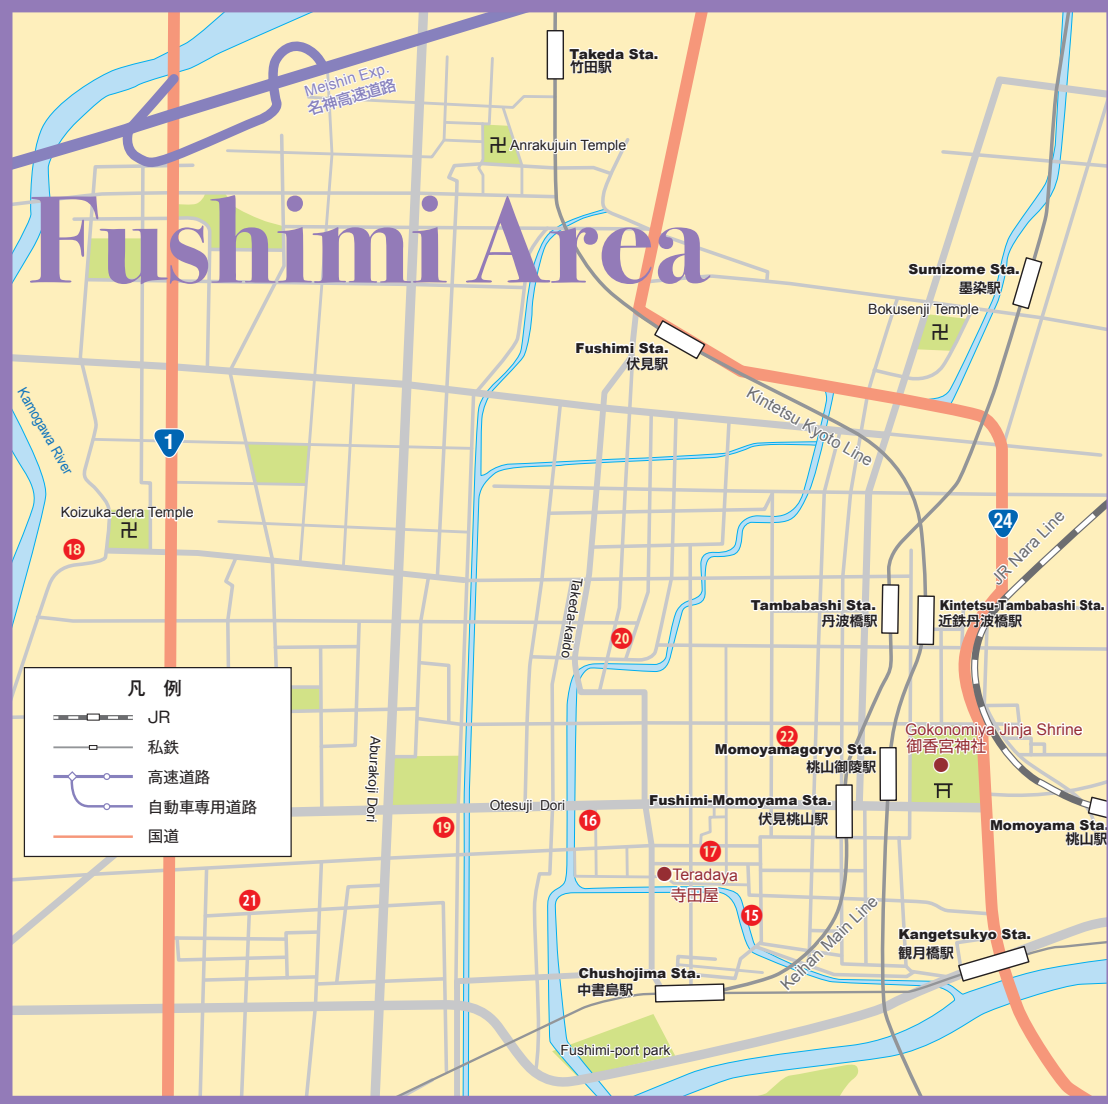 Takeda Sta.
竹田駅
Meishin Exp.
名神高速道路
卍 Anrakujuin Temple
Fushimi Area
Sumizome Sta.
墨染駅
Bokusenji Temple
卍
Fushimi Sta.
伏見駅
Kintetsu Kyoto Line
Kamogawa River
1
Koizuka-dera Temple
卍
18
24
JR Nara Line
Takeda-kaido
Tambabashi Sta.
丹波橋駅
Kintetsu-Tambabashi Sta.
近鉄丹波橋駅
20
凡 例
JR
私鉄
高速道路
自動車専用道路
国道
Aburakoji Dori
22
Gokonomiya Jinja Shrine
御香宮神社
Momoyamagoryo Sta.
桃山御陵駅
Otesuji Dori
Fushimi-Momoyama Sta.
伏見桃山駅
Momoyama Sta.
桃山駅
19
16
17
Teradaya
寺田屋
21
15
Keihan Main Line
Kangetsukyo Sta.
観月橋駅
Chushojima Sta.
中書島駅
Fushimi-port park